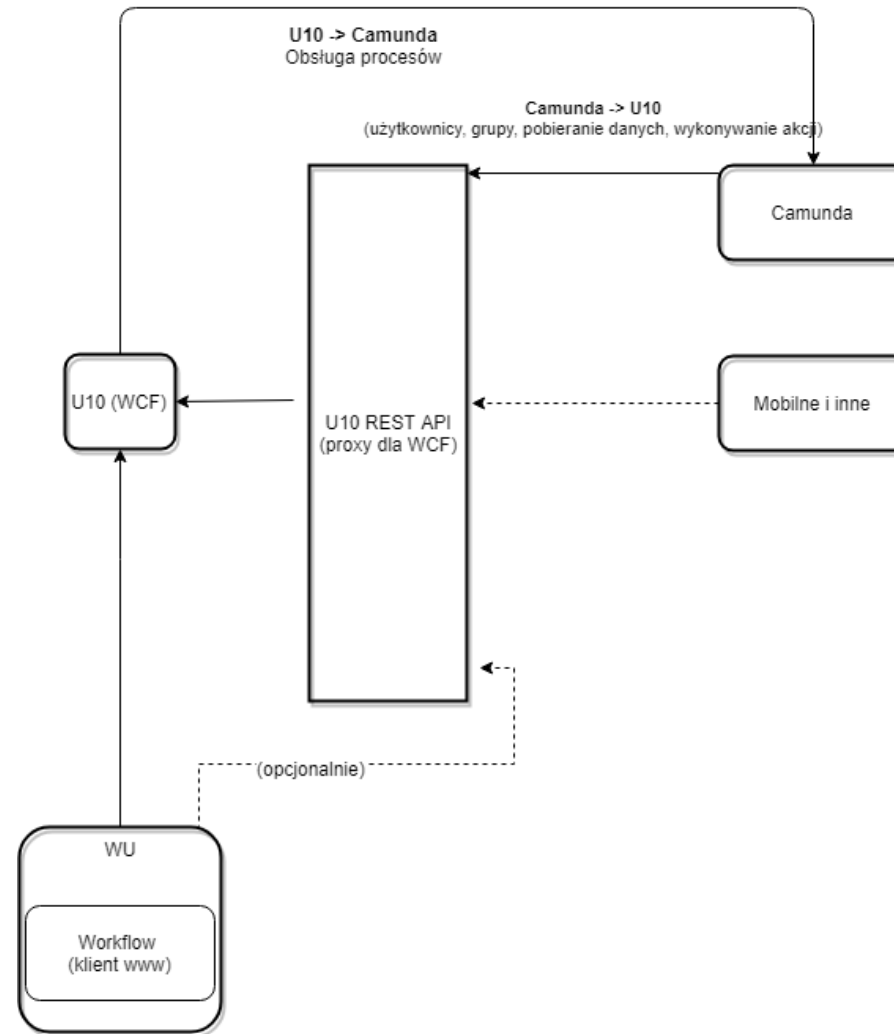 U10 -> Camunda
Obsługa procesów
Camunda -> U10
(użytkownicy, grupy, pobieranie danych, wykonywanie akcji)
Camunda
U10 (WCF)
Mobilne i inne
U10 REST API
(proxy dla WCF)
(opcjonalnie)
WU
Workflow
(klient www)